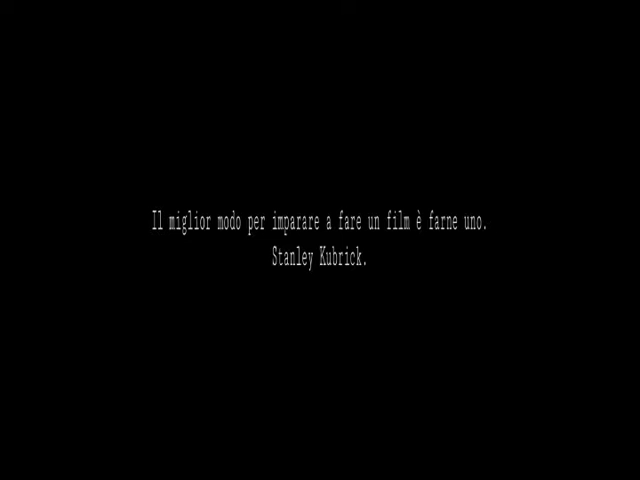 Il miglior modo per imparare a fare un film è farne uno.
Stanley Kubrick.